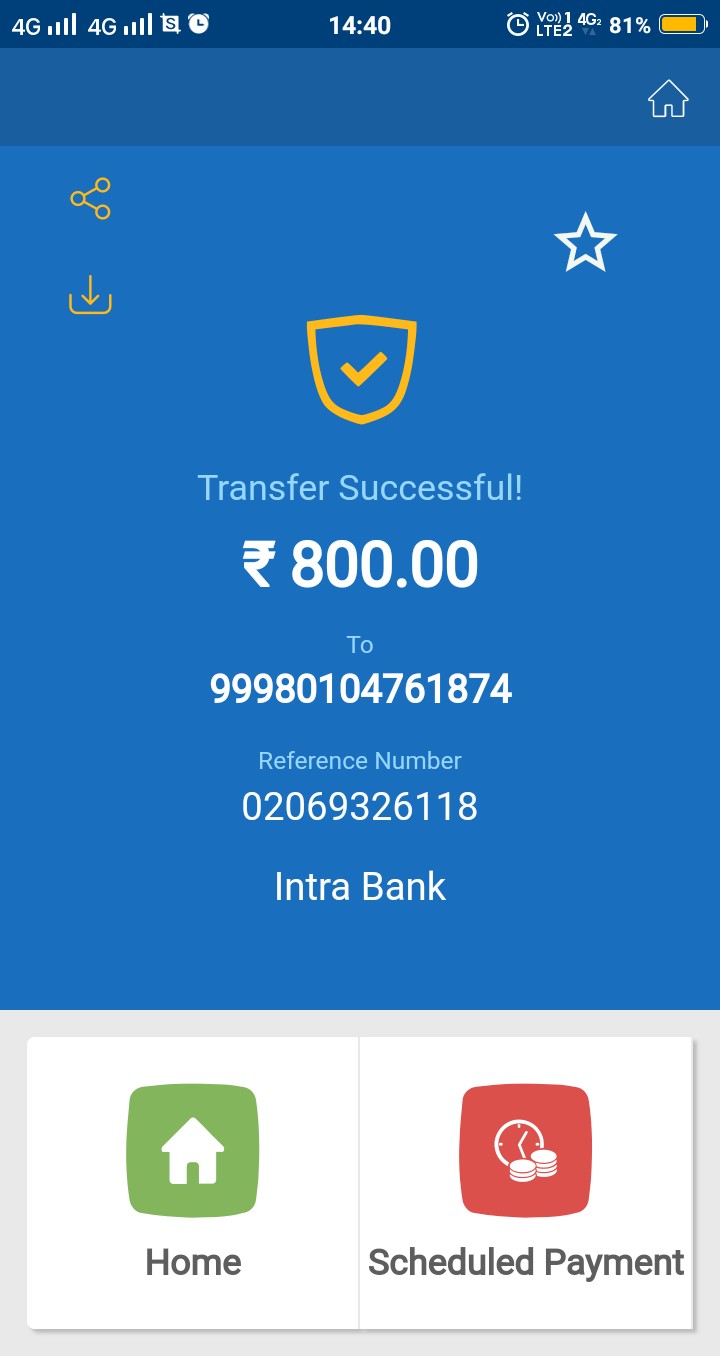 4G 4G S 14:40 Vo))1 LTE2 4G2 81%
Transfer Successful!
₹ 800.00
To
99980104761874
Reference Number
02069326118
Intra Bank
Home Scheduled Payment